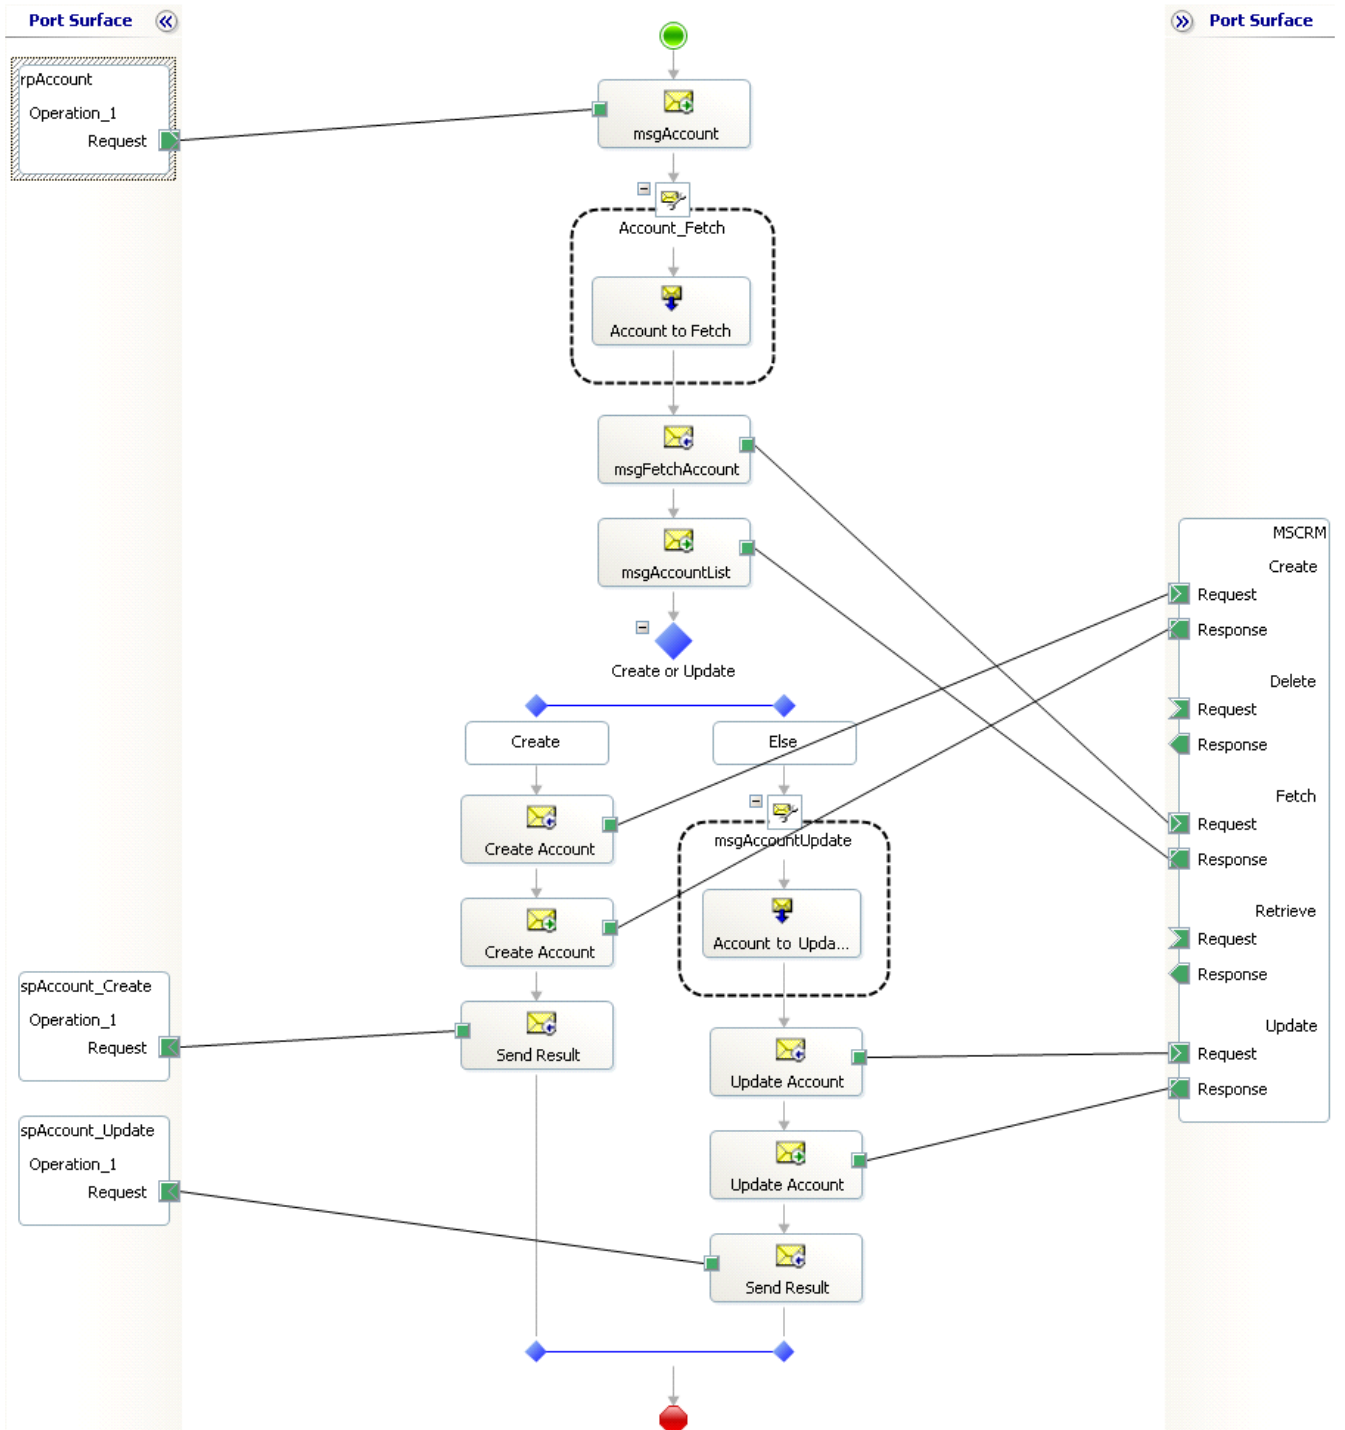 Port Surface
Port Surface
rpAccount
Operation_1
Request
msgAccount
Account_Fetch
Account to Fetch
msgFetchAccount
msgAccountList
Create or Update
Create
Else
Create Account
msgAccountUpdate
Create Account
Account to Upda...
Send Result
Update Account
Update Account
Send Result
spAccount_Create
Operation_1
Request
spAccount_Update
Operation_1
Request
MSCRM
Create
Request
Response
Delete
Request
Response
Fetch
Request
Response
Retrieve
Request
Response
Update
Request
Response